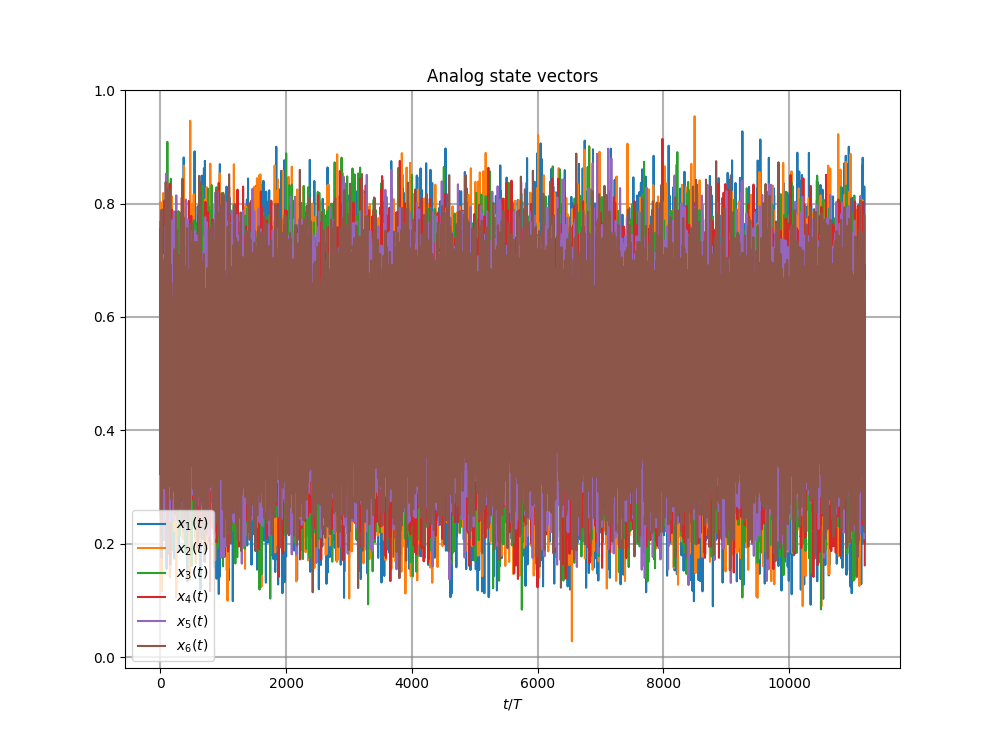 Analog state vectors
1.0
0.8
0.6
0.4
0.2
0.0
x₁(t)
x₂(t)
x₃(t)
x₄(t)
x₅(t)
x₆(t)
0 2000 4000 6000 8000 10000
t/T